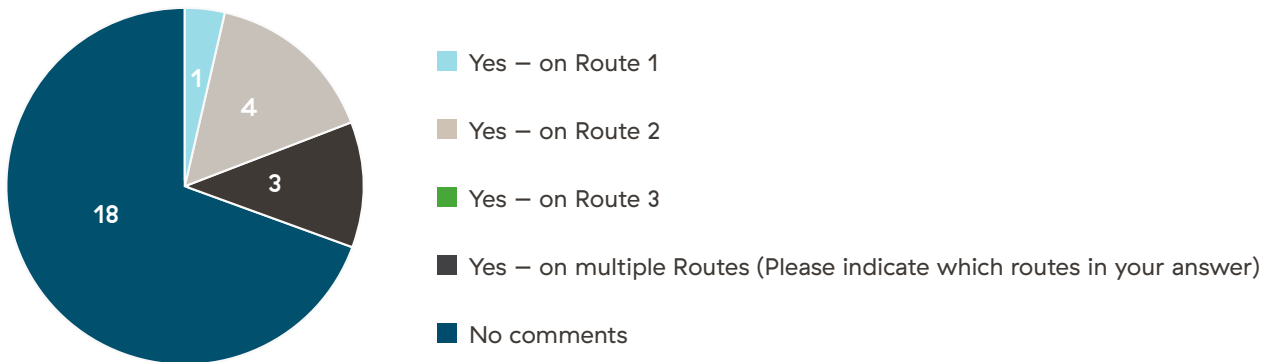 1
4
3
18
Yes – on Route 1
Yes – on Route 2
Yes – on Route 3
Yes – on multiple Routes (Please indicate which routes in your answer)
No comments